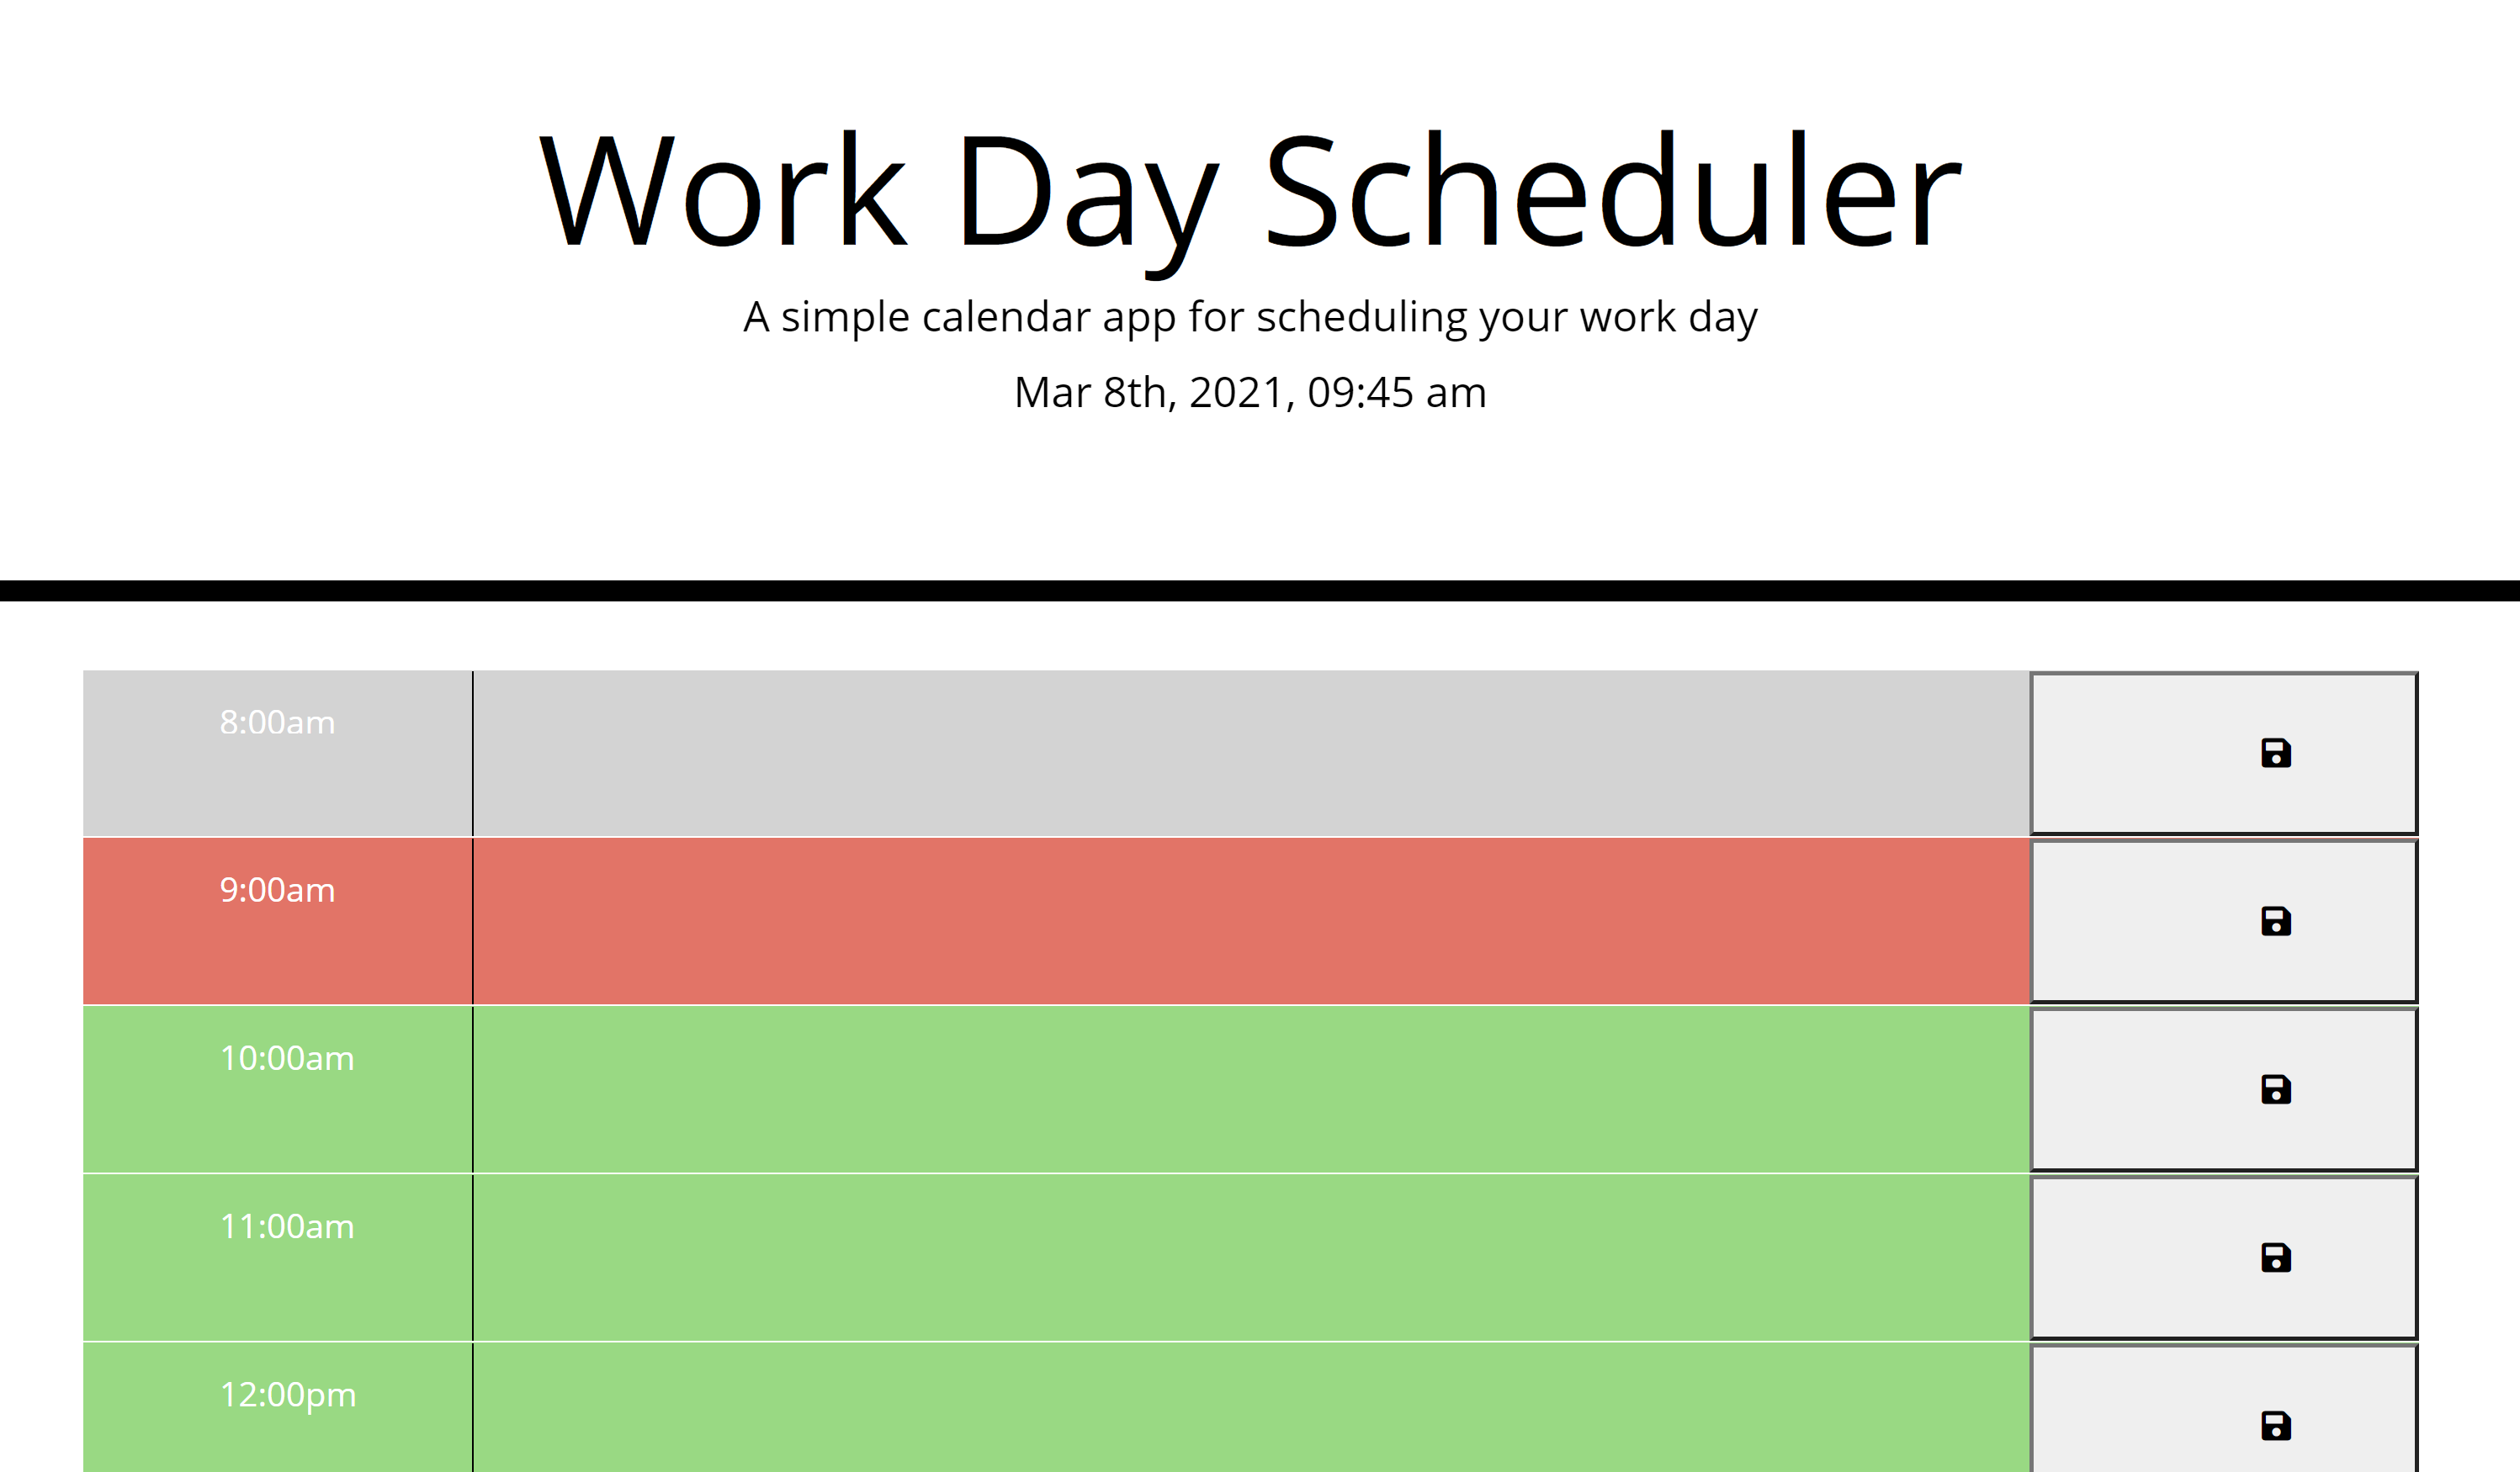 Work Day Scheduler
A simple calendar app for scheduling your work day
Mar 8th, 2021, 09:45 am
8:00am
9:00am
10:00am
11:00am
12:00pm